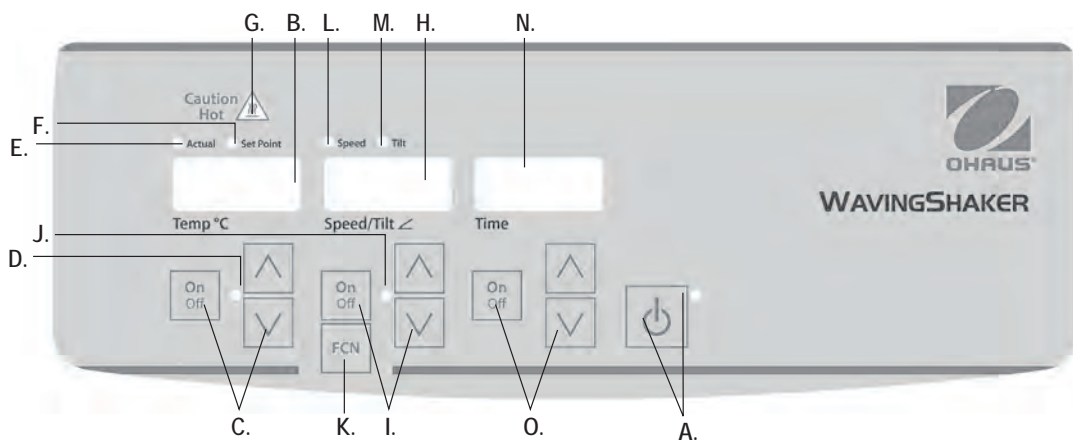 G. B. L. M. H. N.
Caution
Hot
F.
E.
Actual Set Point Speed Tilt
OHAUS®
WAVINGSHAKER
Temp °C Speed/Tilt ∠ Time
J.
D.
On
Off
On
Off
On
Off
FCN
C. K. I. O. A.